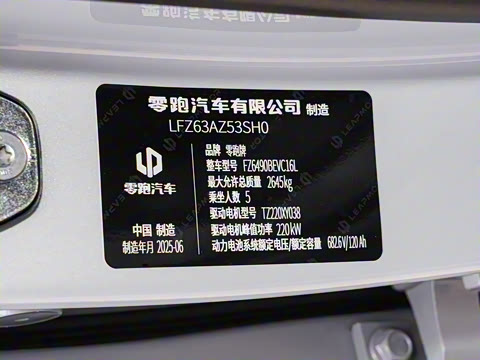 零跑汽车有限公司 制造
LFZ63AZ53SH0
品牌 零跑牌
整车型号 FZ6490BEVC16L
最大允许总质量 2645kg
乘坐人数 5
驱动电机型号 TZ220XY038
驱动电机峰值功率 220kW
动力电池系统额定电压/额定容量 682.6V/120Ah
零跑汽车
中国 制造
制造年月 2025-06